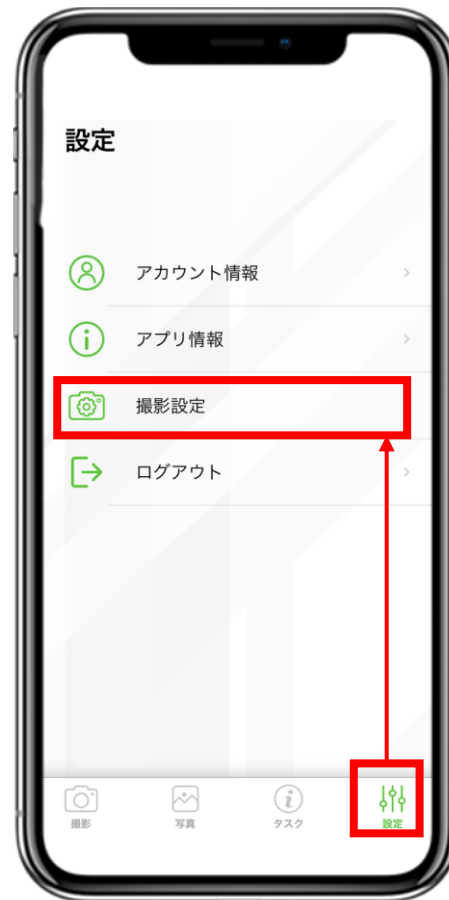 設定
アカウント情報
アプリ情報
撮影設定
ログアウト
撮影
写真
タスク
設定